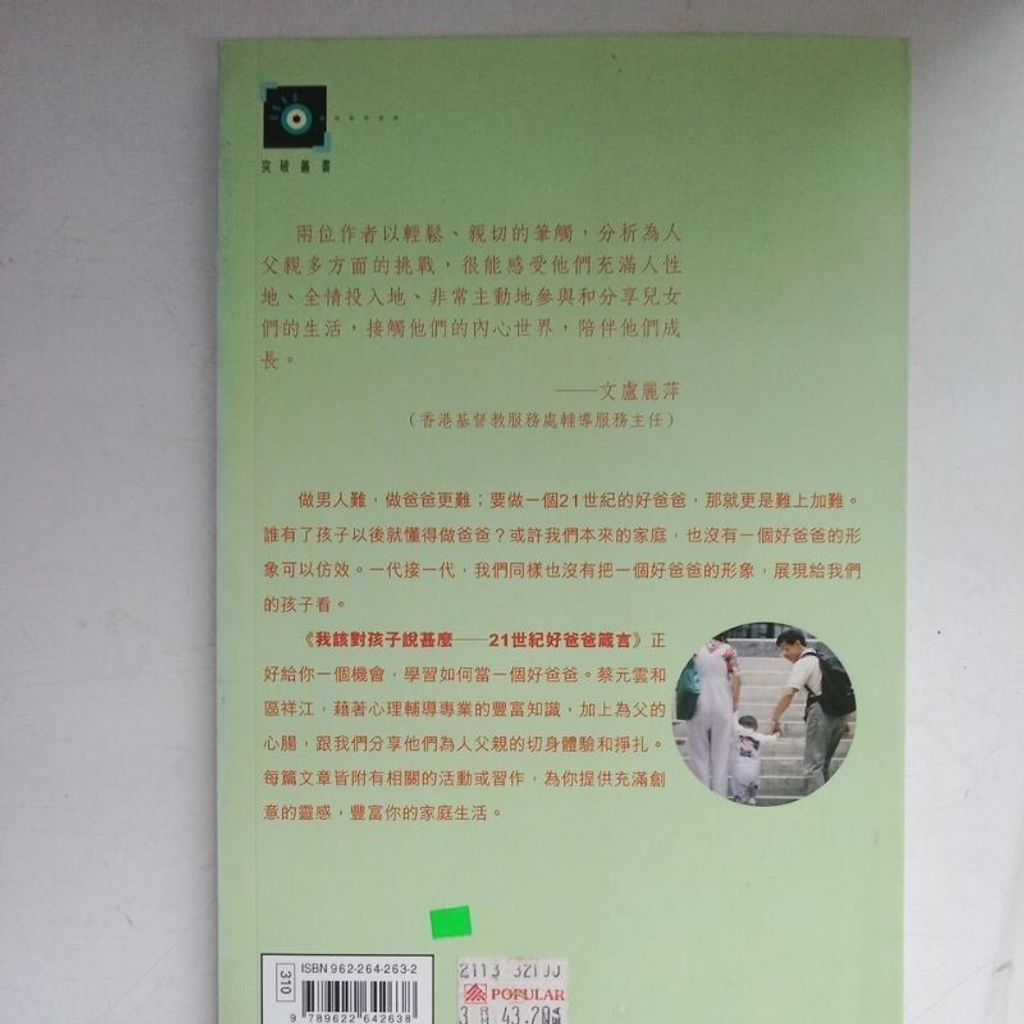 突破叢書
兩位作者以輕鬆、親切的筆觸，分析為人
父親多方面的挑戰，很能感受他們充滿人性
地、全情投入地、非常主動地參與和分享兒女
們的生活，接觸他們的內心世界，陪伴他們成
長。
——文盧麗萍
（香港基督教服務處輔導服務主任）
做男人難，做爸爸更難；要做一個21世紀的好爸爸，那就更是難上加難。
誰有了孩子以後就懂得做爸爸？或許我們本來的家庭，也沒有一個好爸爸的形
象可以仿效。一代接一代，我們同樣也沒有把一個好爸爸的形象，展現給我們
的孩子看。
《我該對孩子說甚麼——21世紀好爸爸箴言》正
好給你一個機會，學習如何當一個好爸爸。蔡元雲和
區祥江，藉著心理輔導專業的豐富知識，加上為父的
心腸，跟我們分享他們為人父親的切身體驗和掙扎。
每篇文章皆附有相關的活動或習作，為你提供充滿創
意的靈感，豐富你的家庭生活。
310
ISBN 962-264-263-2
9 789622 642638
2113
POPULAR
3 RM 43.20